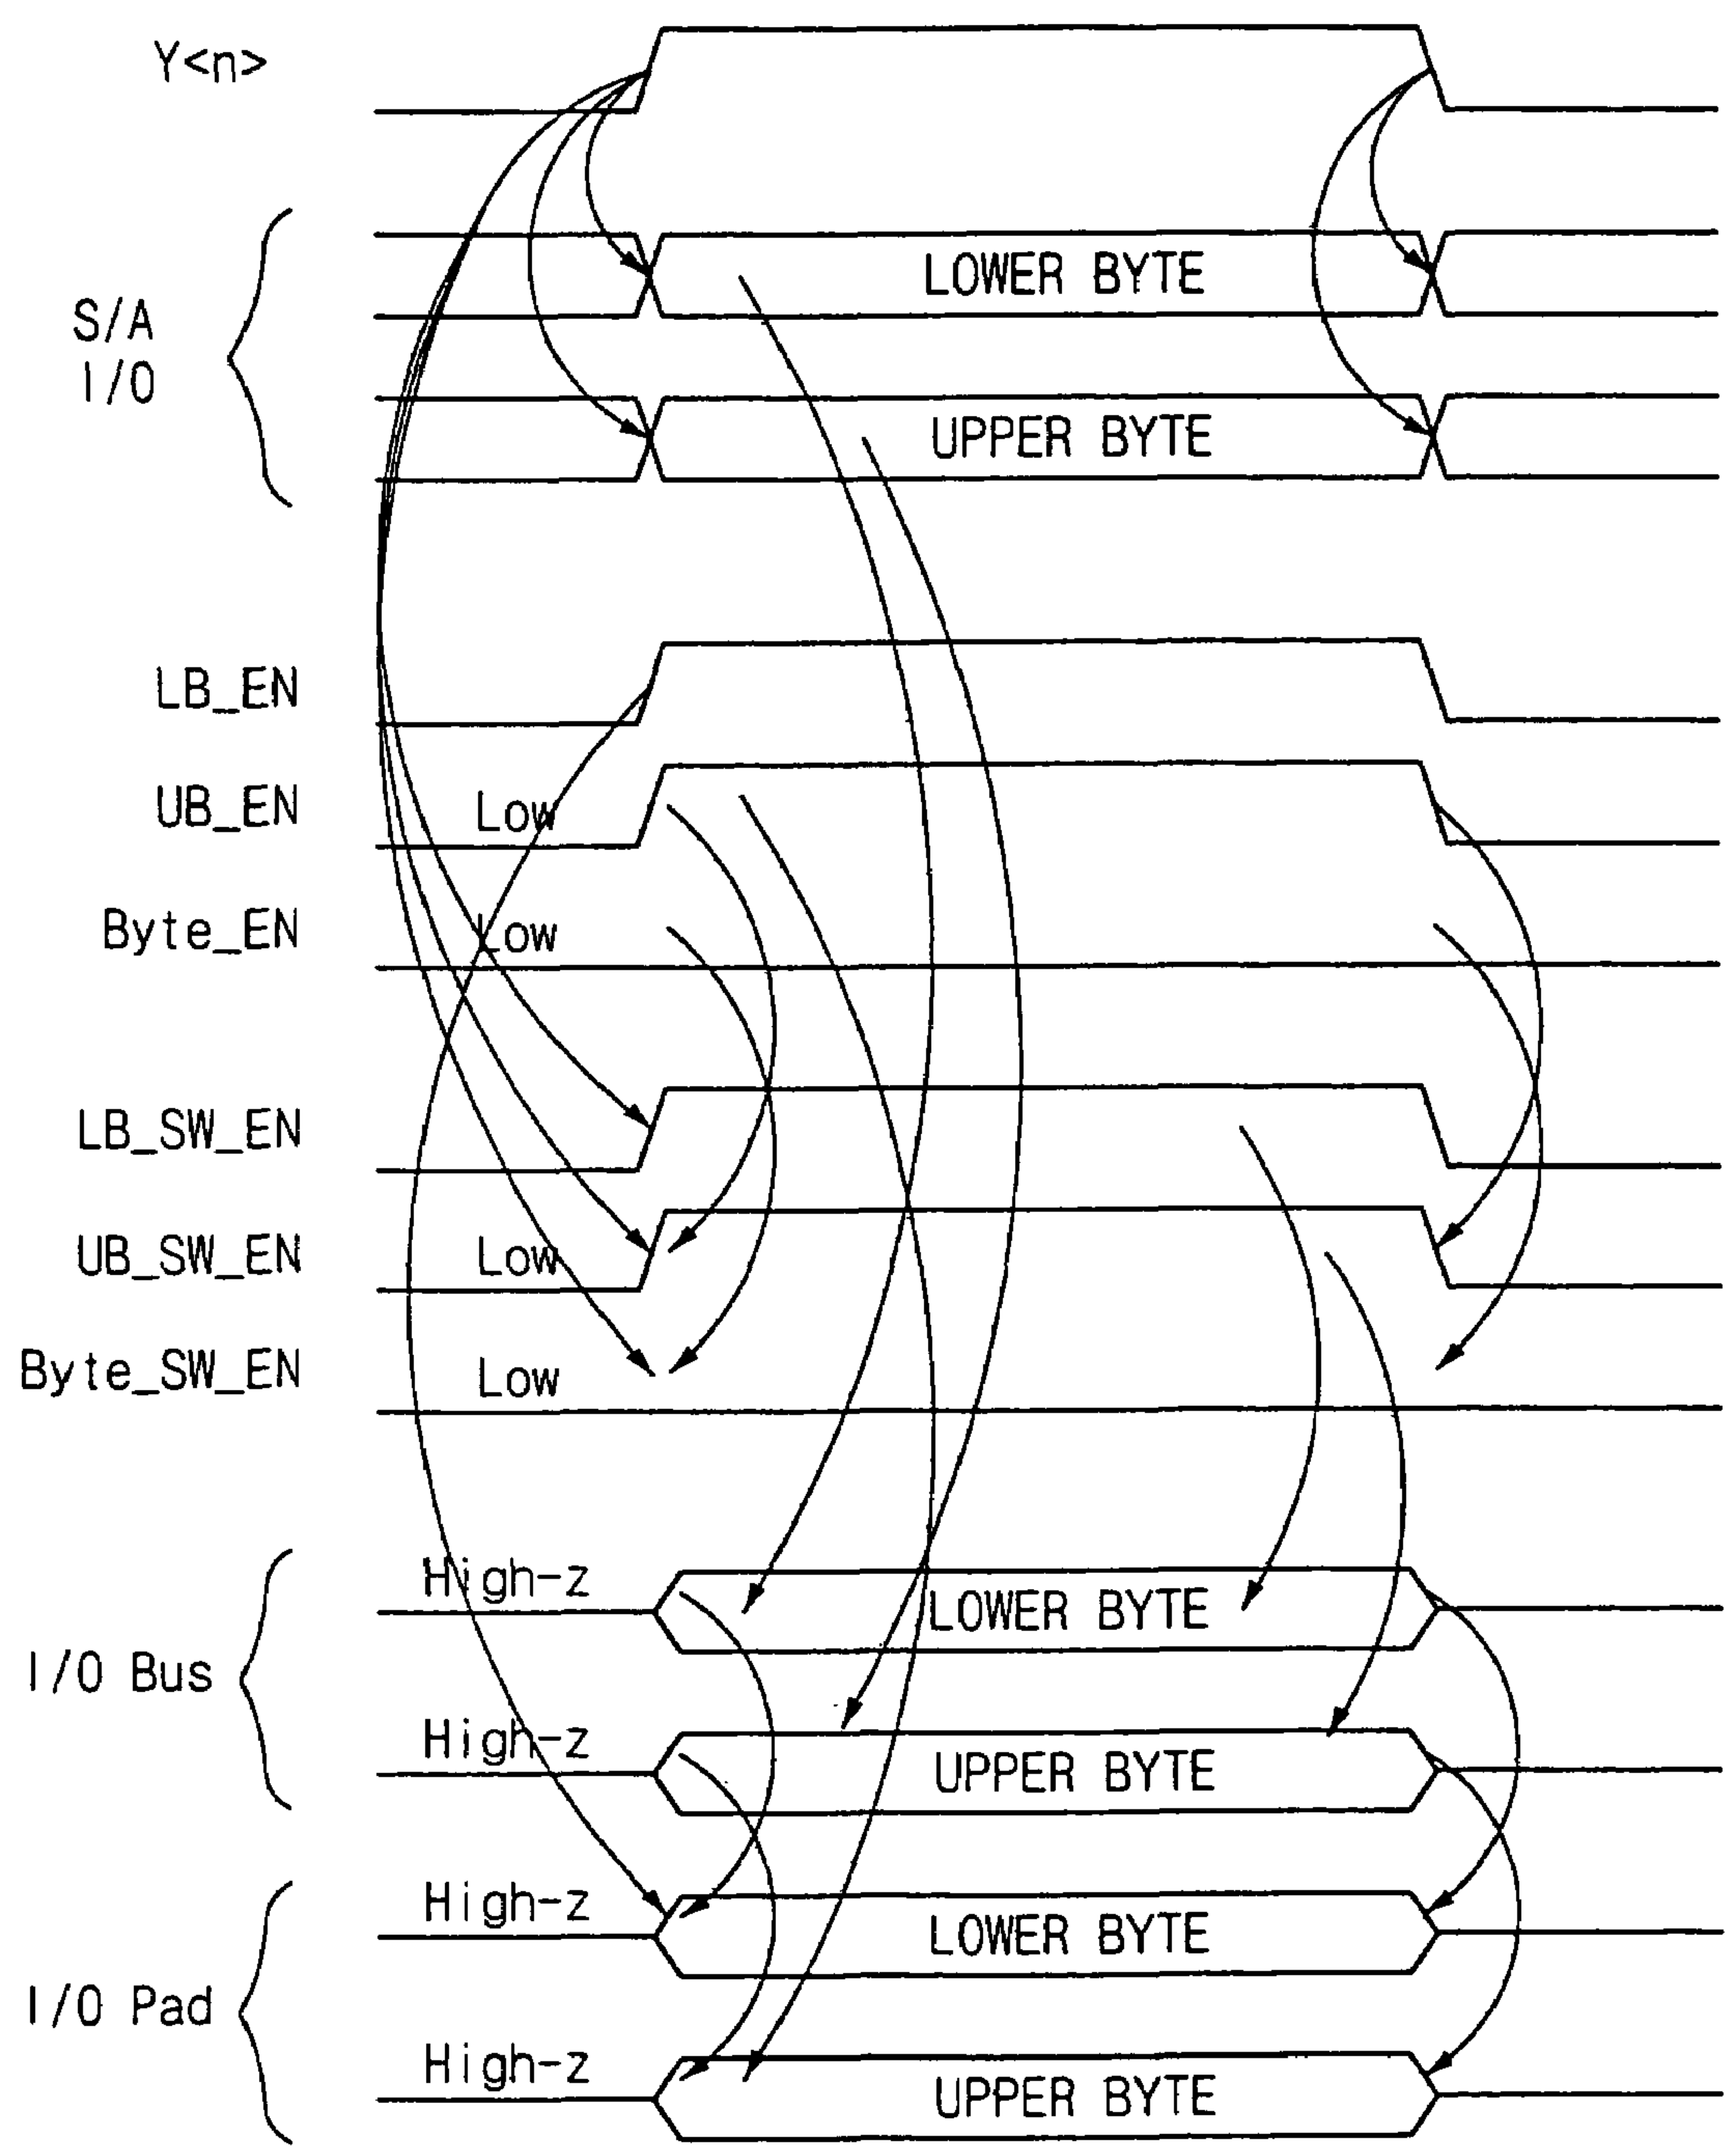 Y<n>
LOWER BYTE
S/A
I/O
UPPER BYTE
LB_EN
UB_EN Low
Byte_EN Low
LB_SW_EN
UB_SW_EN Low
Byte_SW_EN Low
High-z LOWER BYTE
I/O Bus
High-z UPPER BYTE
High-z LOWER BYTE
I/O Pad
High-z UPPER BYTE